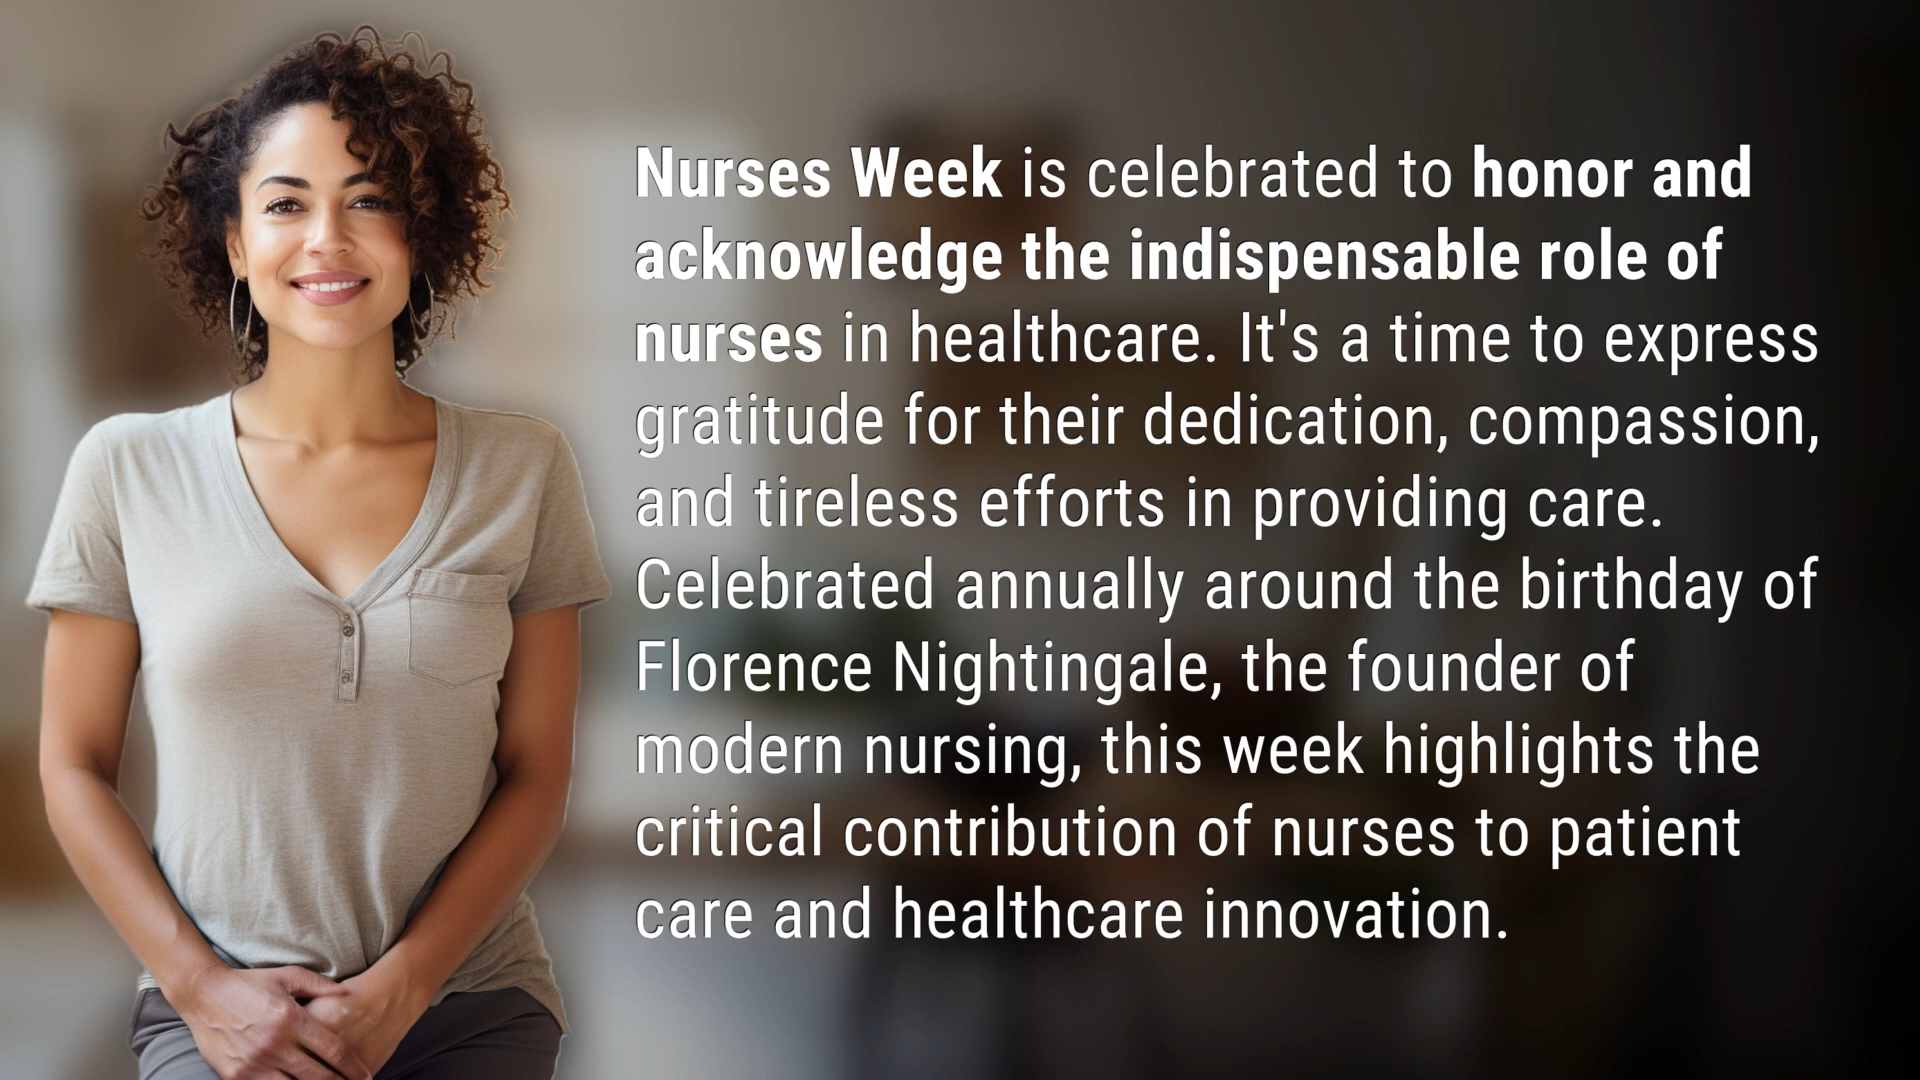 Nurses Week is celebrated to honor and
acknowledge the indispensable role of
nurses in healthcare. It's a time to express
gratitude for their dedication, compassion,
and tireless efforts in providing care.
Celebrated annually around the birthday of
Florence Nightingale, the founder of
modern nursing, this week highlights the
critical contribution of nurses to patient
care and healthcare innovation.